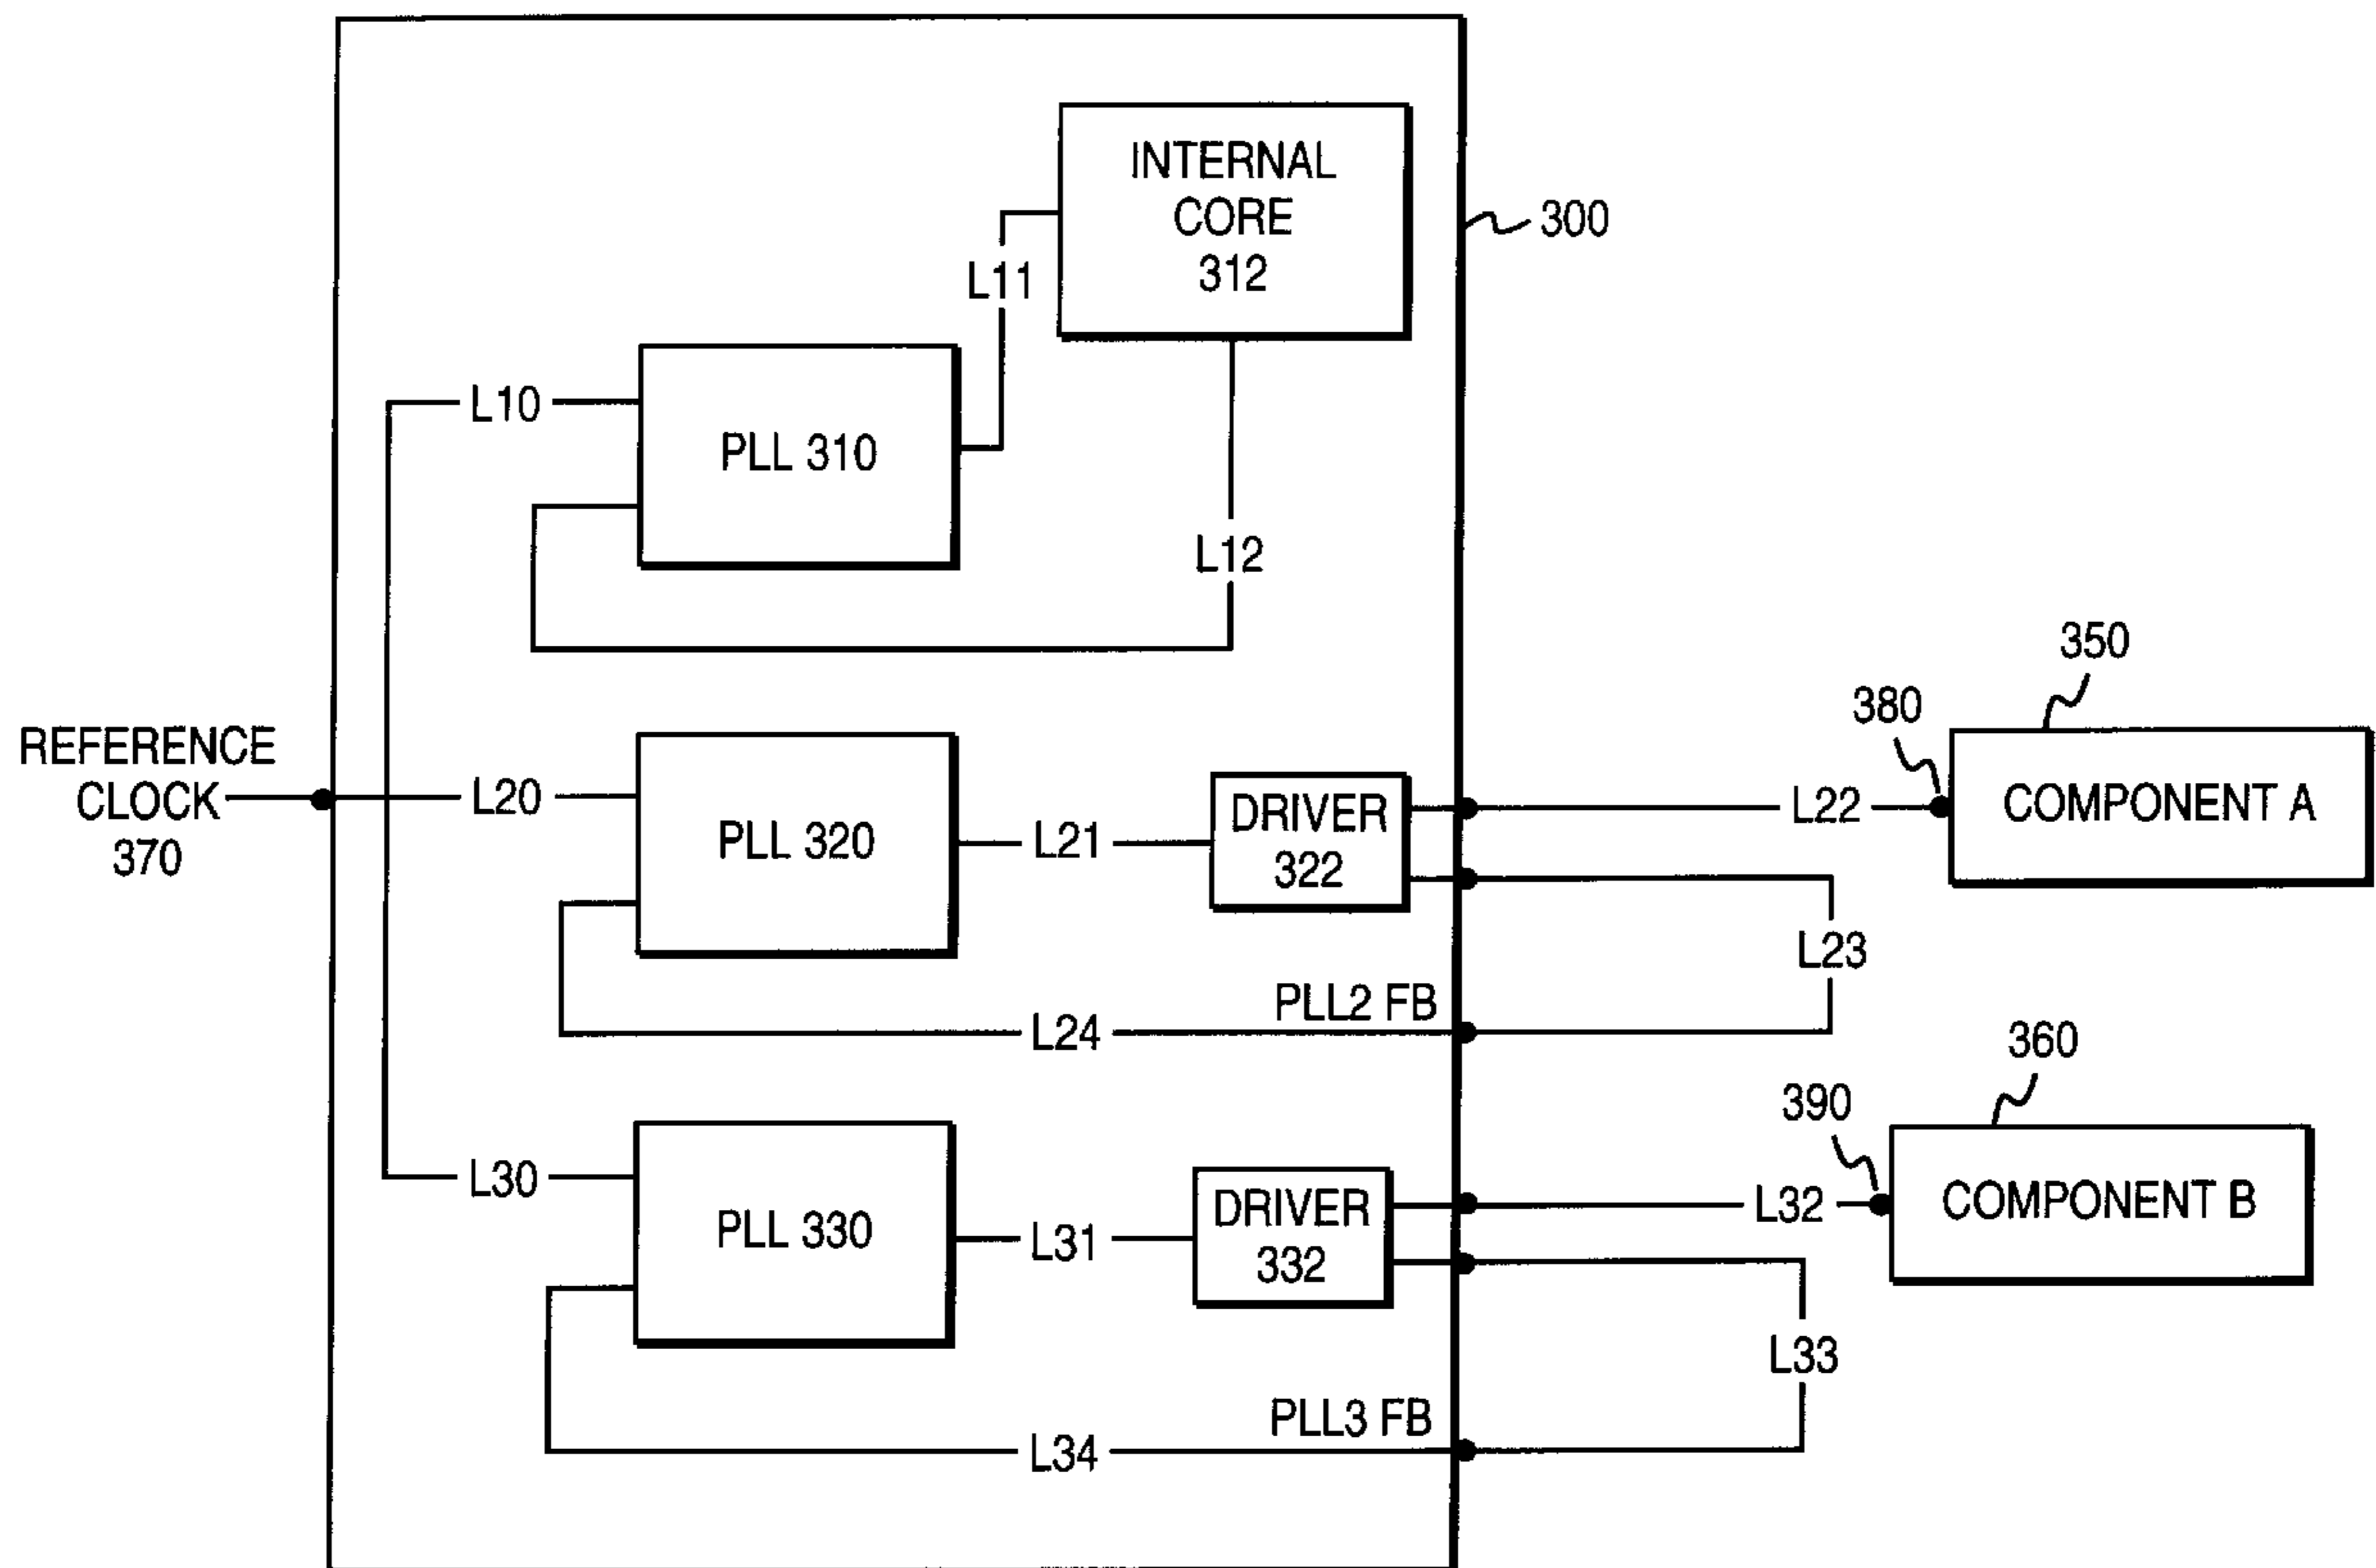 INTERNAL
CORE
312
300
L11
L10
PLL 310
L12
350
380
REFERENCE
CLOCK
370
L20
PLL 320
L21
DRIVER
322
L22
COMPONENT A
L23
PLL2 FB
L24
360
390
L30
PLL 330
L31
DRIVER
332
L32
COMPONENT B
L33
PLL3 FB
L34